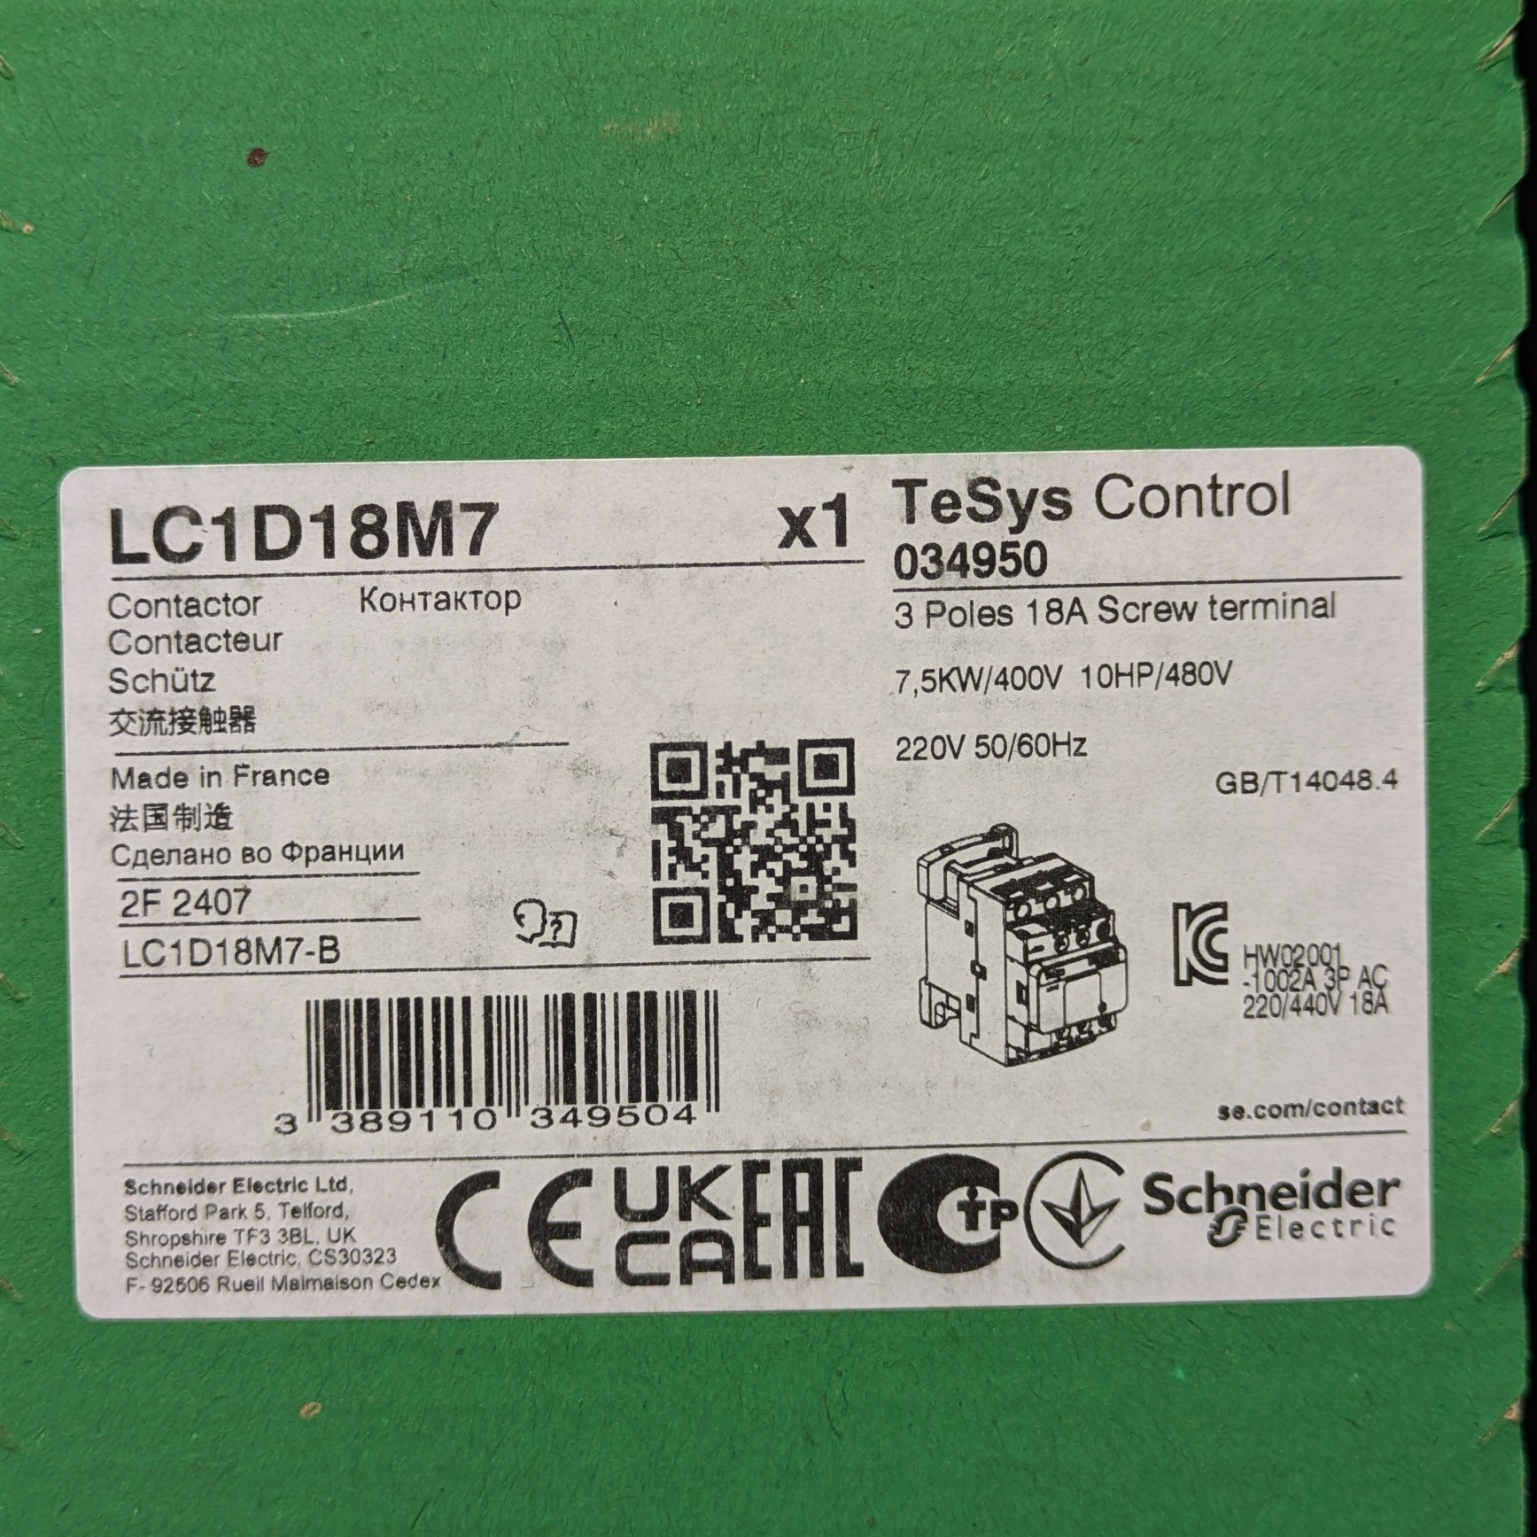 LC1D18M7 x1
Contactor Контактор
Contacteur
Schütz
交流接触器
Made in France
法国制造
Сделано во Франции
2F 2407
LC1D18M7-B
3 389110 349504
TeSys Control
034950
3 Poles 18A Screw terminal
7,5KW/400V 10HP/480V
220V 50/60Hz
GB/T14048.4
HW02001
-1002A 3P AC
220/440V 18A
se.com/contact
Schneider Electric Ltd,
Stafford Park 5, Telford,
Shropshire TF3 3BL, UK
Schneider Electric, CS30323
F- 92506 Rueil Malmaison Cedex
CE UK CA EAC TP Schneider Electric